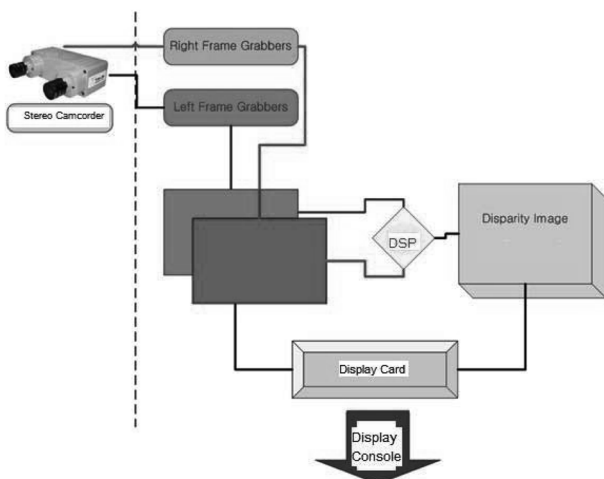 Right Frame Grabbers
Stereo Camcorder
Left Frame Grabbers
DSP
Disparity Image
Display Card
Display
Console